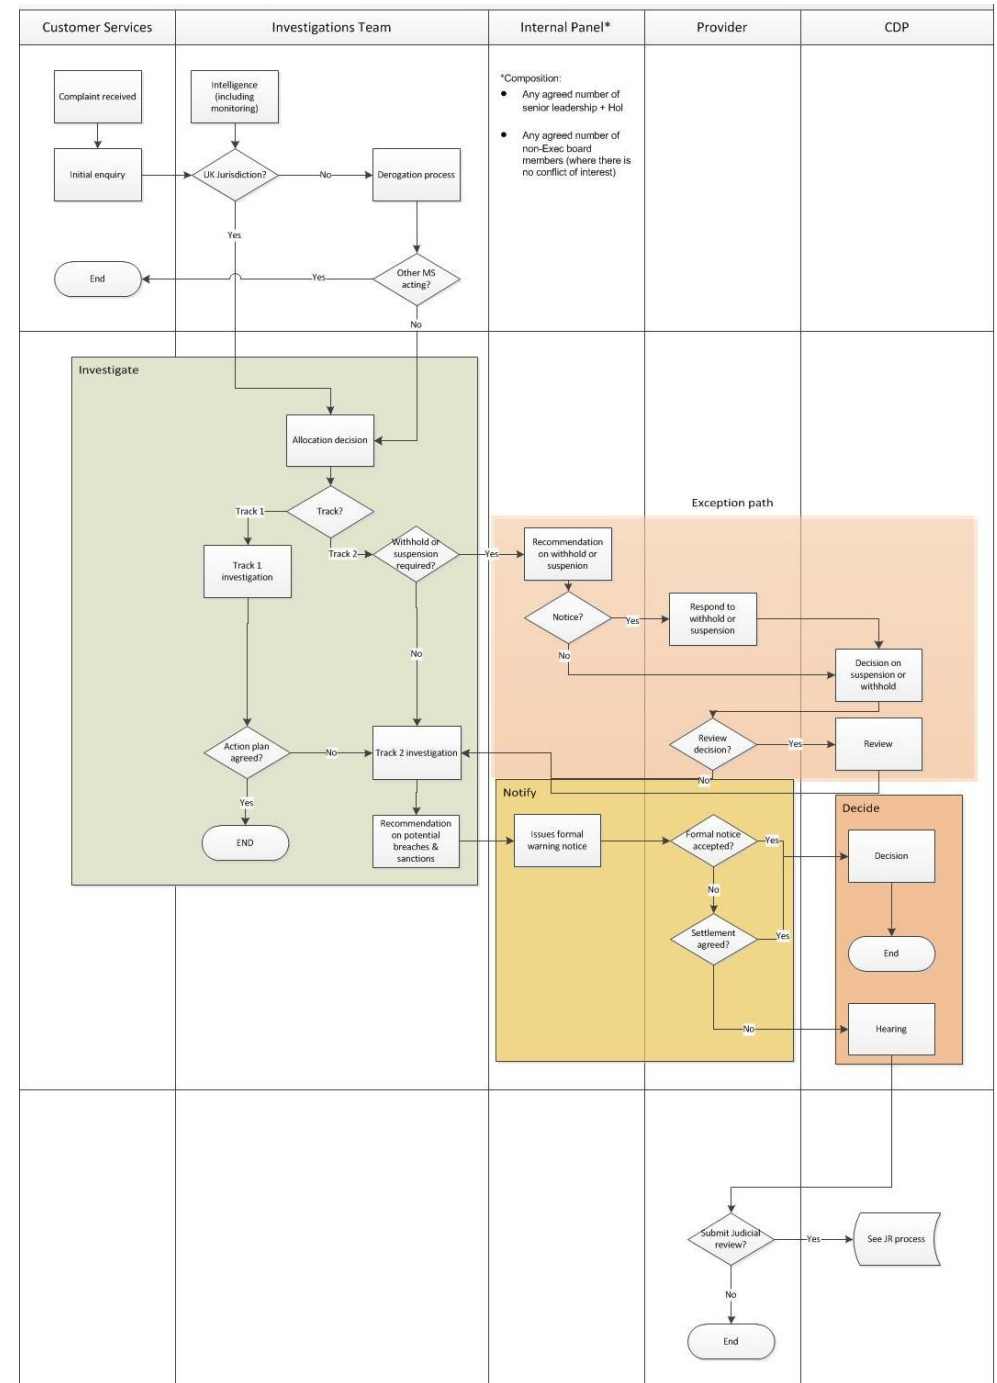 Customer Services
Investigations Team
Internal Panel*
Provider
CDP
Complaint received
Intelligence
(including
monitoring)
*Composition:
Any agreed number of
senior leadership + HoI
Any agreed number of
non-Exec board
members (where there is
no conflict of interest)
Initial enquiry
UK Jurisdiction?
No
Derogation process
Yes
End
Yes
Other MS
acting?
No
Investigate
Allocation decision
Track 1
Track?
Exception path
Track 2
Withhold or
suspension
required?
Yes
Recommendation
on withhold or
suspenion
Track 1
investigation
Notice?
Yes
Respond to
withhold or
suspension
No
No
Decision on
suspension or
withhold
Action plan
agreed?
No
Track 2 investigation
Review
decision?
Yes
Review
No
Yes
Notify
Decide
END
Recommendation
on potential
breaches &
sanctions
Issues formal
warning notice
Formal notice
accepted?
Yes
Decision
No
Settlement
agreed?
Yes
End
No
Hearing
Submit Judicial
review?
Yes
See JR process
No
End